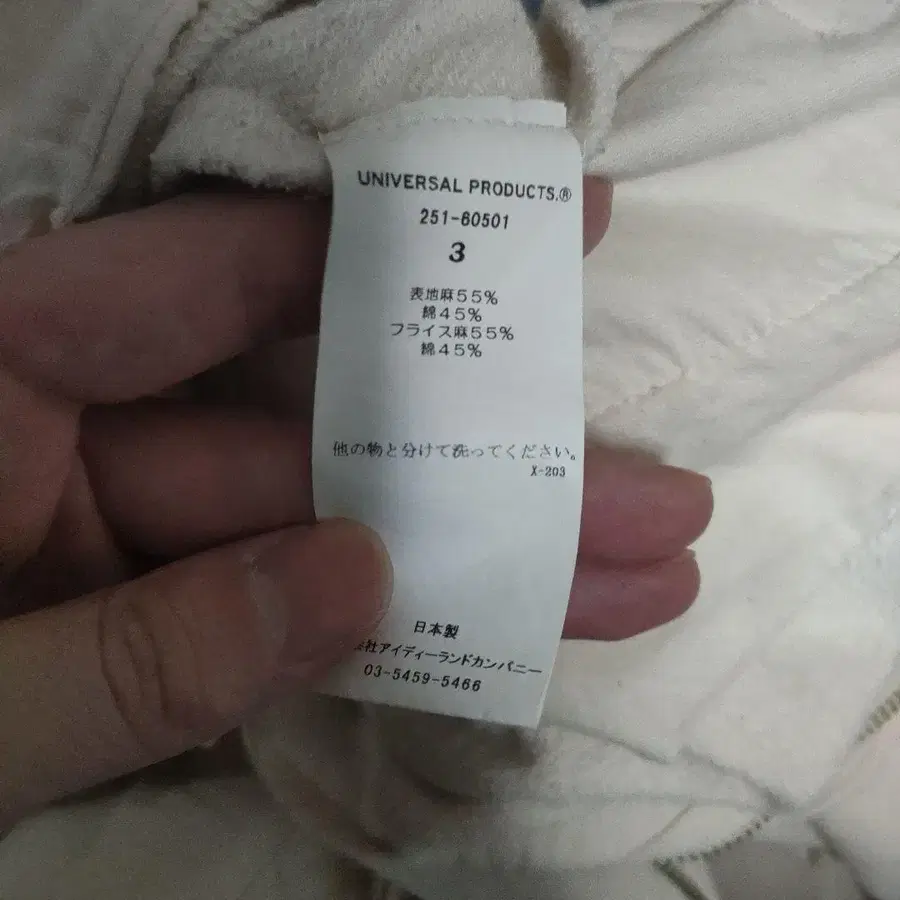 UNIVERSAL PRODUCTS.®
251-60501
3
表地麻55%
綿45%
フライス麻55%
綿45%
他の物と分けて洗ってください。
X-203
日本製
社アイディーランドカンパニー
03-5459-5466